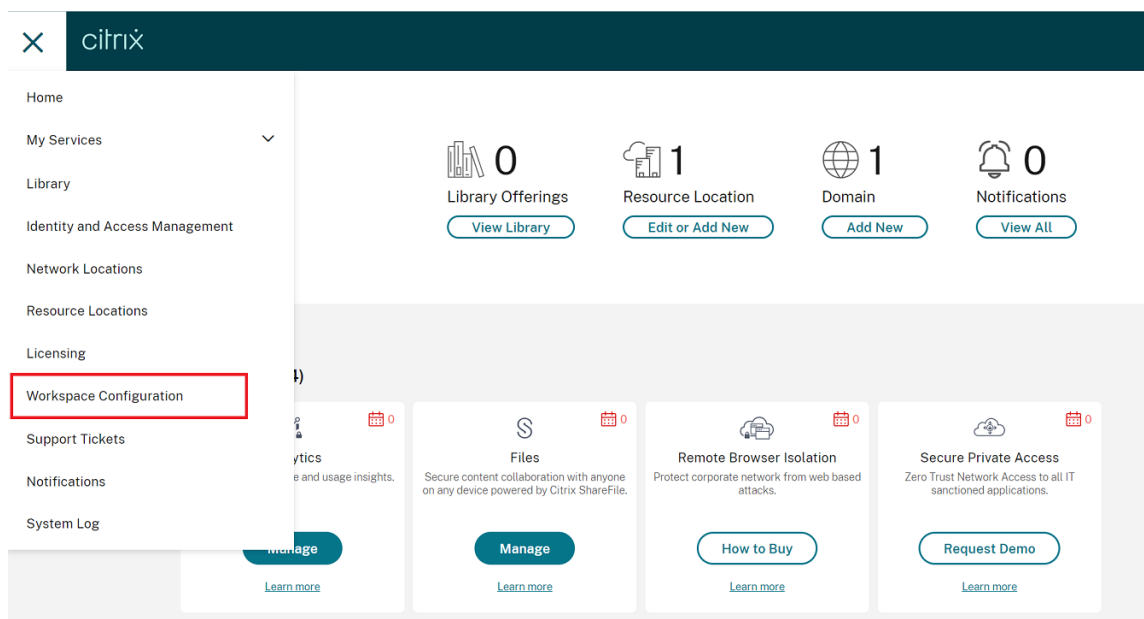 citrix
Home
My Services
Library
Identity and Access Management
Network Locations
Resource Locations
Licensing
Workspace Configuration
Support Tickets
Notifications
System Log
0
Library Offerings
View Library
1
Resource Location
Edit or Add New
1
Domain
Add New
0
Notifications
View All
4)
0
ytics
e and usage insights.
Manage
Learn more
0
Files
Secure content collaboration with anyone
on any device powered by Citrix ShareFile.
Manage
Learn more
0
Remote Browser Isolation
Protect corporate network from web based
attacks.
How to Buy
Learn more
0
Secure Private Access
Zero Trust Network Access to all IT
sanctioned applications.
Request Demo
Learn more